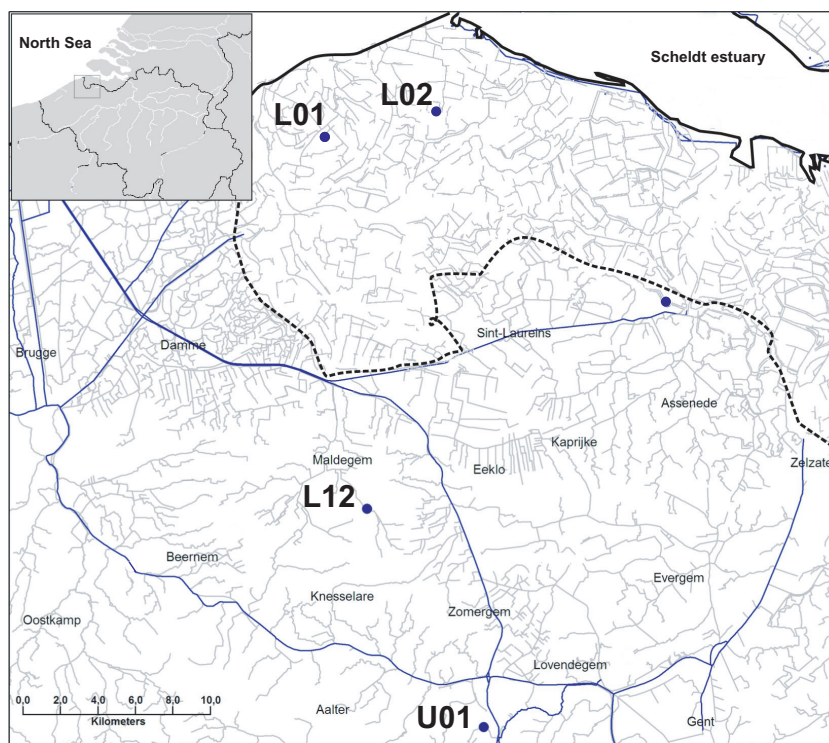 North Sea
Scheldt estuary
L02
L01
Sint-Laureins
Damme
Brugge
Assenede
Kaprijke
Maldegem
Eeklo
Zelzate
L12
Beernem
Evergem
Knesselare
Zomergem
Oostkamp
Lovendegem
0,0 2,0 4,0 6,0 8,0 10,0
Kilometers
Aalter
U01
Gent